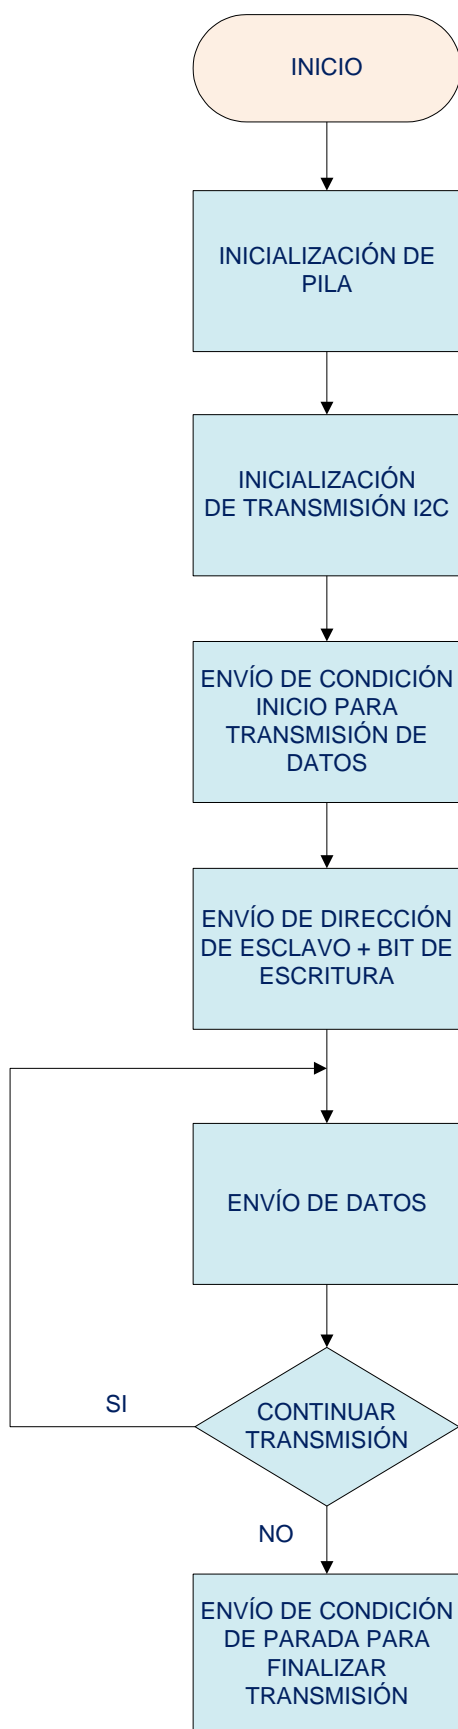 INICIO
INICIALIZACIÓN DE
PILA
INICIALIZACIÓN
DE TRANSMISIÓN I2C
ENVÍO DE CONDICIÓN
INICIO PARA
TRANSMISIÓN DE
DATOS
ENVÍO DE DIRECCIÓN
DE ESCLAVO + BIT DE
ESCRITURA
ENVÍO DE DATOS
SI
CONTINUAR
TRANSMISIÓN
NO
ENVÍO DE CONDICIÓN
DE PARADA PARA
FINALIZAR
TRANSMISIÓN